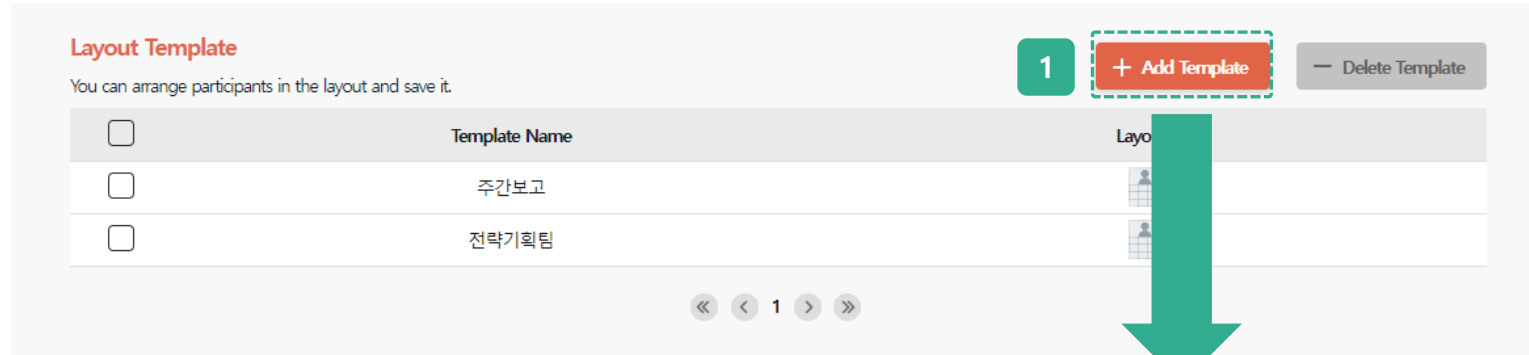 Layout Template
1
+ Add Template
− Delete Template
You can arrange participants in the layout and save it.
Template Name
주간보고
전략기획팀
« < 1 > »